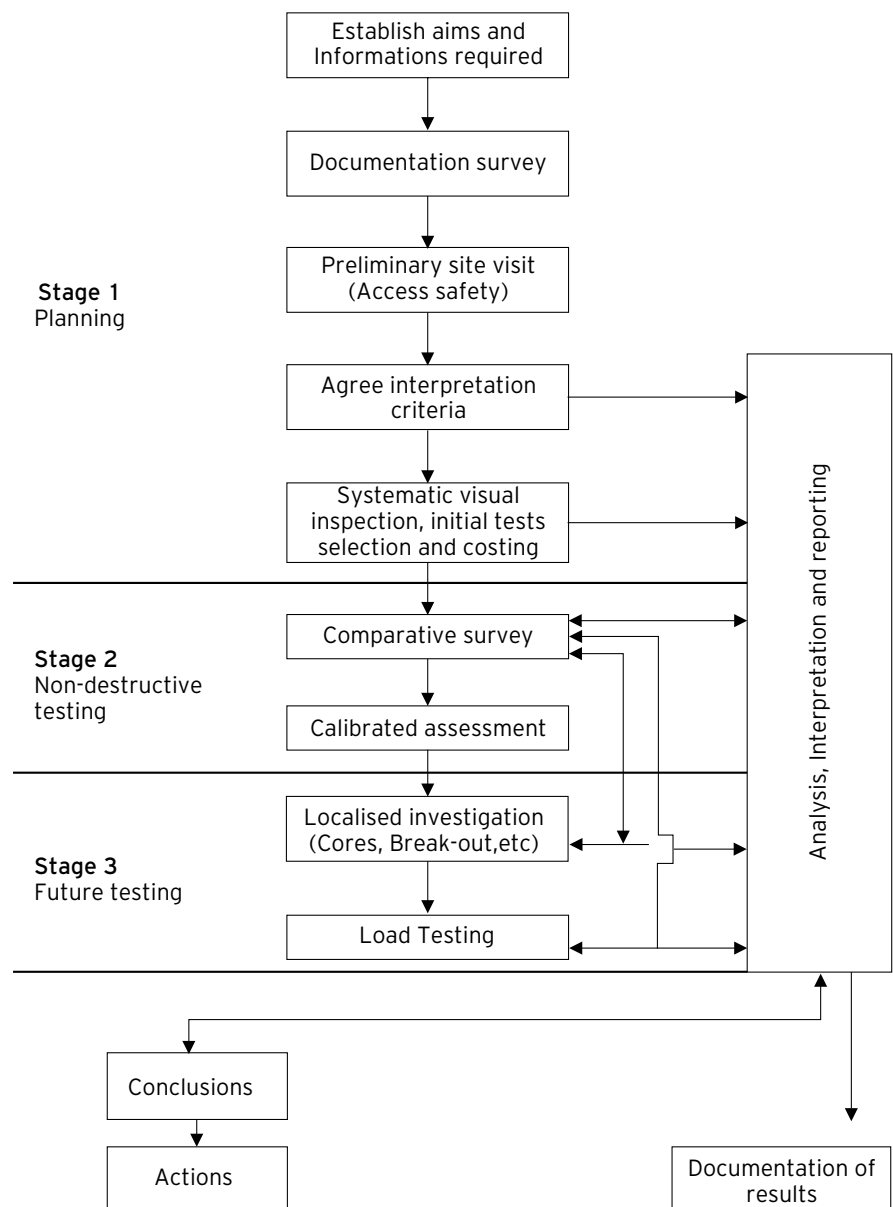 Establish aims and
Informations required
Documentation survey
Preliminary site visit
(Access safety)
Stage 1
Planning
Agree interpretation
criteria
Systematic visual
inspection, initial tests
selection and costing
Analysis, Interpretation and reporting
Comparative survey
Stage 2
Non-destructive
testing
Calibrated assessment
Localised investigation
(Cores, Break-out,etc)
Stage 3
Future testing
Load Testing
Conclusions
Actions
Documentation of
results